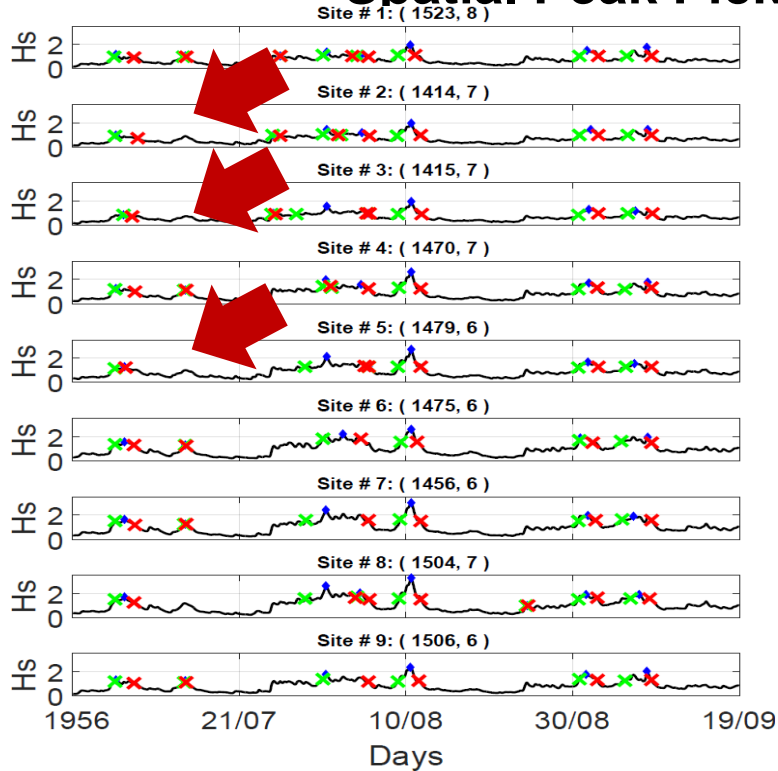 Site # 1: ( 1523, 8 )
Hs
2
0
Site # 2: ( 1414, 7 )
Hs
2
0
Site # 3: ( 1415, 7 )
Hs
2
0
Site # 4: ( 1470, 7 )
Hs
2
0
Site # 5: ( 1479, 6 )
Hs
2
0
Site # 6: ( 1475, 6 )
Hs
2
0
Site # 7: ( 1456, 6 )
Hs
2
0
Site # 8: ( 1504, 7 )
Hs
2
0
Site # 9: ( 1506, 6 )
Hs
2
0
1956 21/07 10/08 30/08 19/09
Days